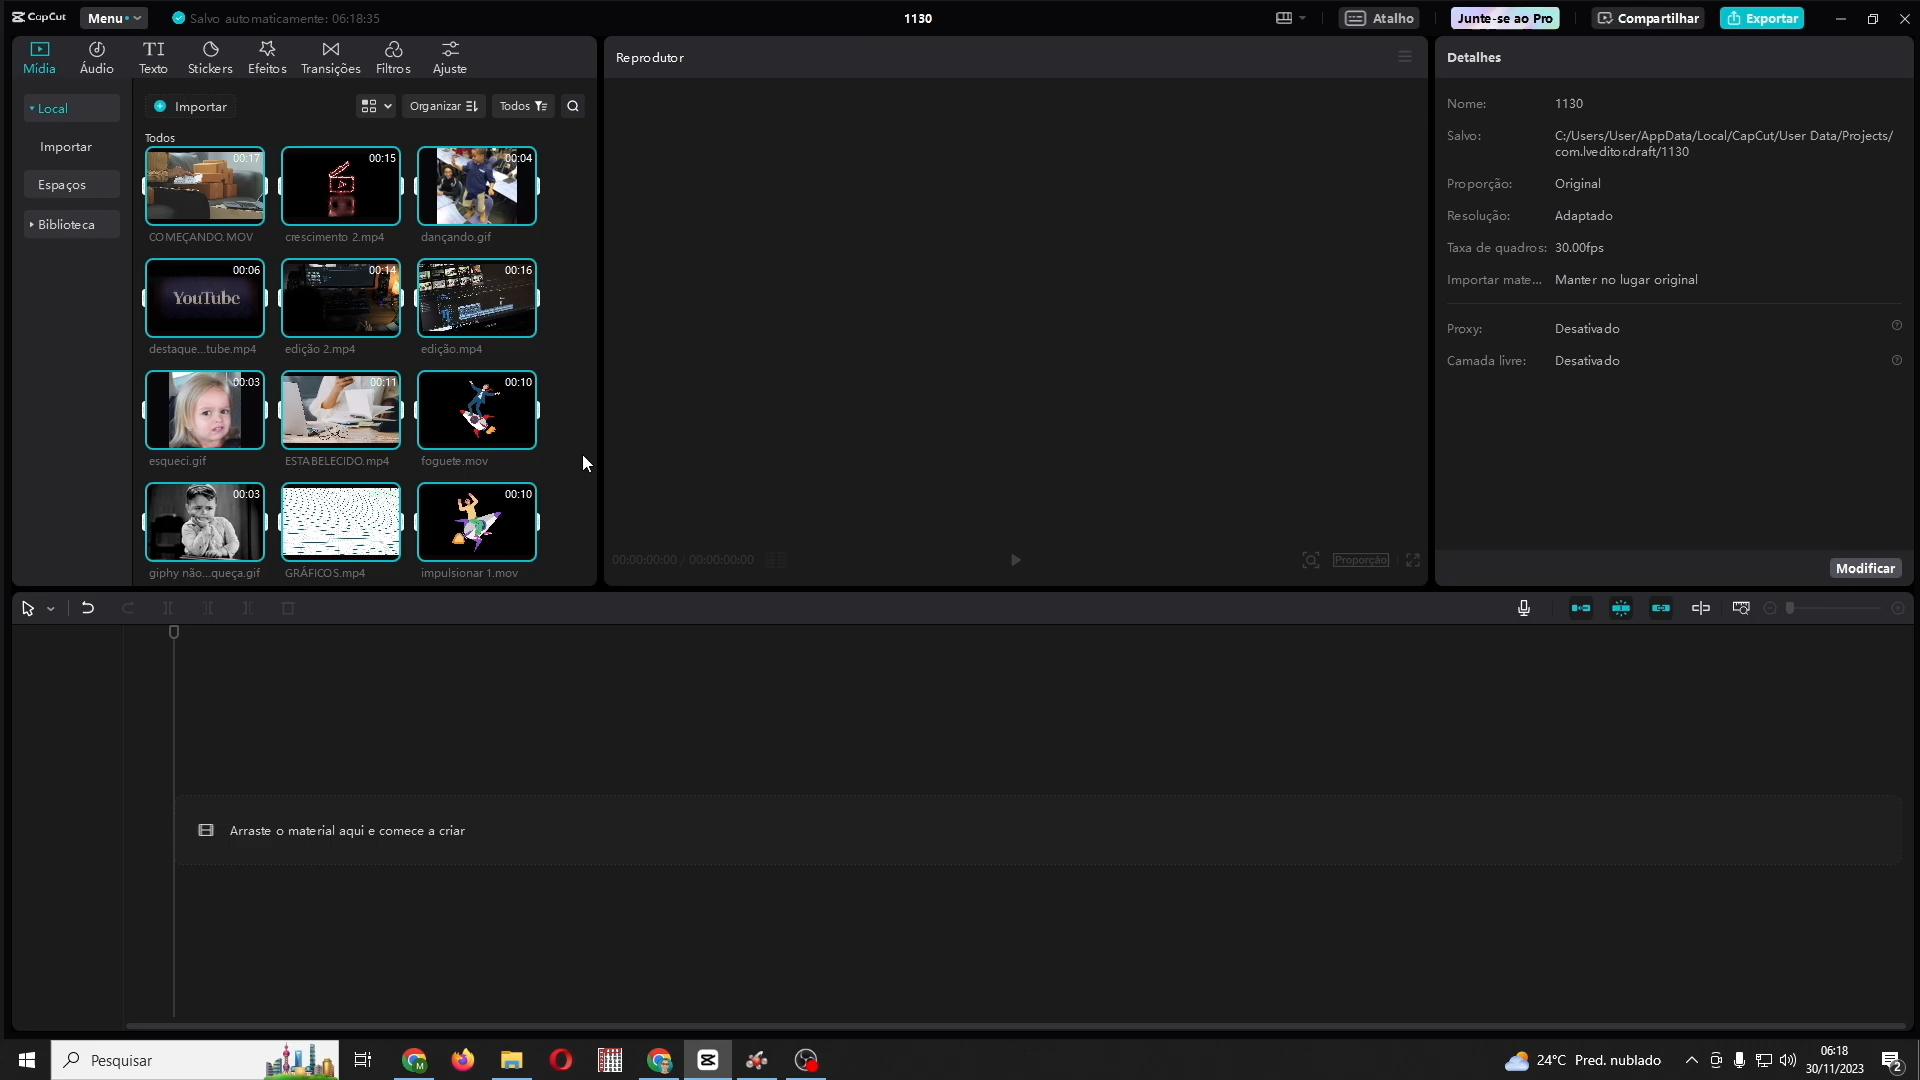 CapCut
Menu
Salvo automaticamente: 06:18:35
1130
Atalho
Junte-se ao Pro
Compartilhar
Exportar
Mídia
Áudio
Texto
Stickers
Efeitos
Transições
Filtros
Ajuste
Local
Importar
Espaços
Biblioteca
Importar
Organizar
Todos
Todos
00:17
00:15
00:04
COMEÇANDO.MOV
crescimento 2.mp4
dançando.gif
YouTube
00:06
00:14
00:16
destaque...tube.mp4
edição 2.mp4
edição.mp4
00:03
00:11
00:10
esqueci.gif
ESTABELECIDO.mp4
foguete.mov
00:03
00:10
giphy não...queça.gif
GRÁFICOS.mp4
impulsionar 1.mov
Reprodutor
00:00:00:00 / 00:00:00:00
Proporção
Detalhes
Nome: 1130
Salvo: C:/Users/User/AppData/Local/CapCut/User Data/Projects/
com.lveditor.draft/1130
Proporção: Original
Resolução: Adaptado
Taxa de quadros: 30.00fps
Importar mate... Manter no lugar original
Proxy: Desativado
Camada livre: Desativado
Modificar
Arraste o material aqui e comece a criar
Pesquisar
24°C Pred. nublado
06:18
30/11/2023
2